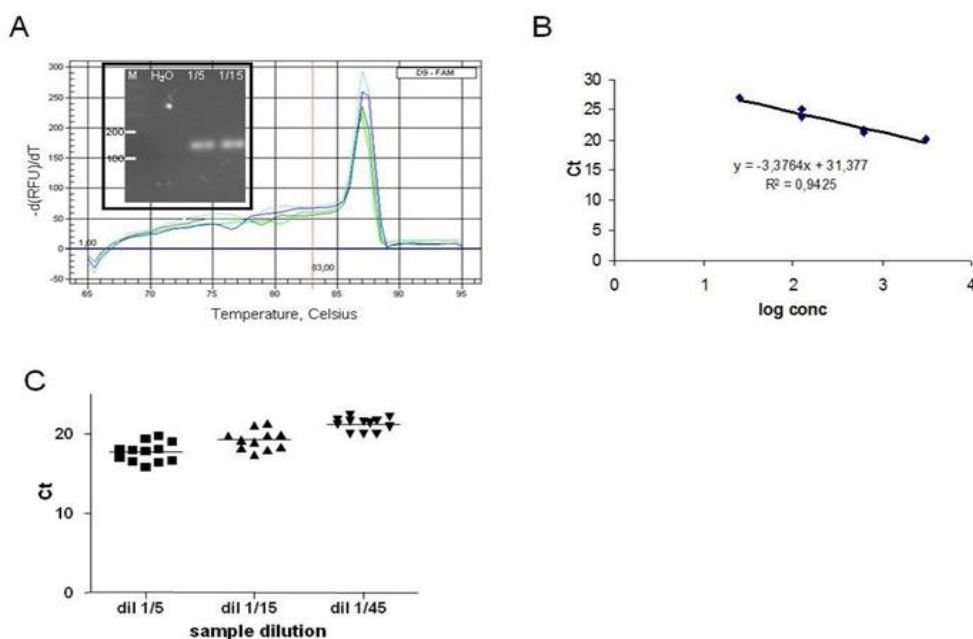 A
-d(RFU)/dT
300
250
200
150
100
50
0
-50
M H₂O 1/5 1/15
200
100
D9 - FAM
1,00
83,00
65 70 75 80 85 90 95
Temperature, Celsius
B
Ct
30
25
20
15
10
5
0
y = -3,3764x + 31,377
R² = 0,9425
0 1 2 3 4
log conc
C
Ct
20
10
0
dil 1/5 dil 1/15 dil 1/45
sample dilution